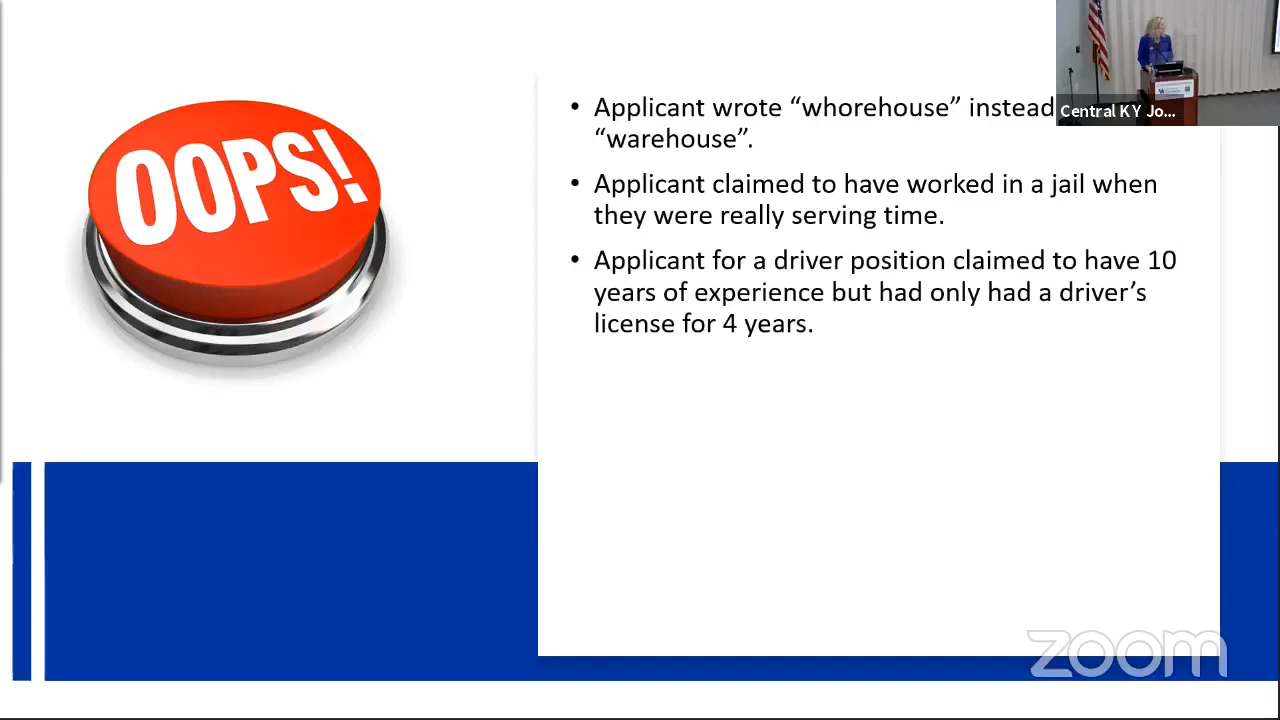 OOPS!
• Applicant wrote “whorehouse” instead
“warehouse”.
• Applicant claimed to have worked in a jail when
they were really serving time.
• Applicant for a driver position claimed to have 10
years of experience but had only had a driver’s
license for 4 years.
Central KY Jo...
zoom